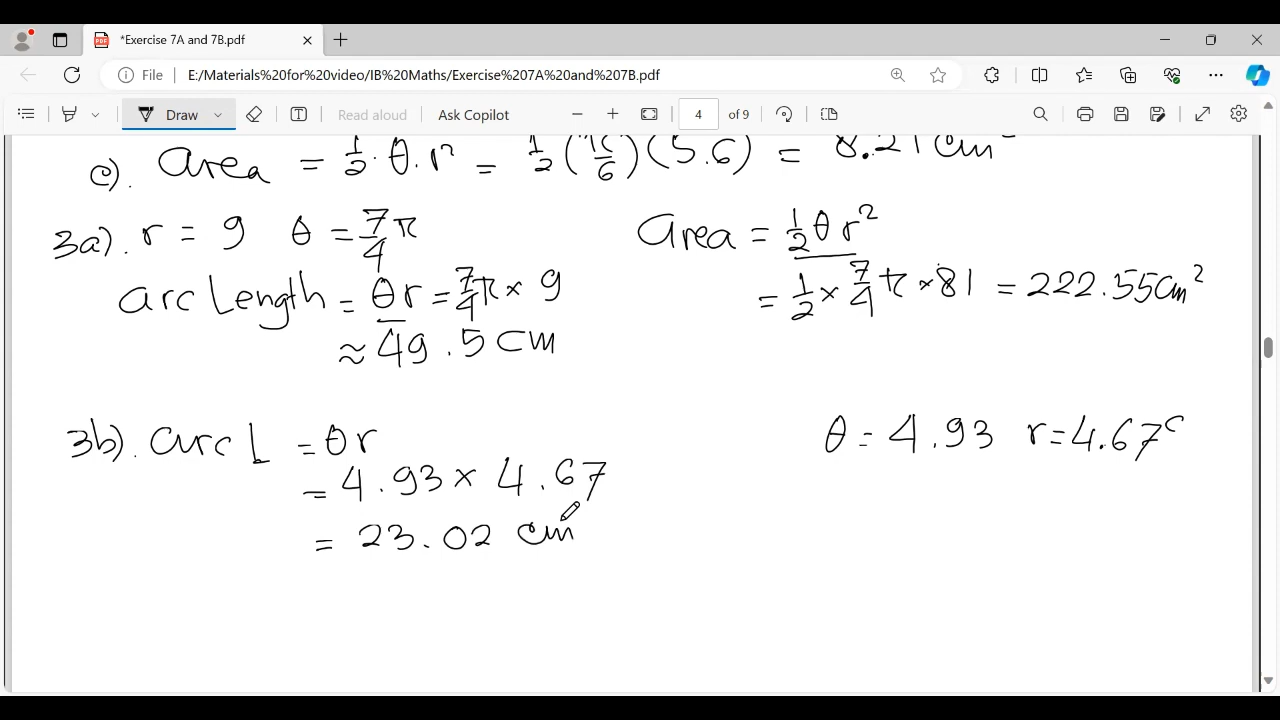 *Exercise 7A and 7B.pdf
File E:/Materials%20for%20video/IB%20Maths/Exercise%207A%20and%207B.pdf
Draw Read aloud Ask Copilot 4 of 9
c). Area = 1/2 · θ · r² = 1/2 (π/6) (5.6) = 8.21 cm²
3a). r = 9 θ = 7/4 π
arc Length = θr = 7/4 π × 9
≈ 49.5 cm
Area = 1/2 θ r²
= 1/2 × 7/4 π × 81 = 222.55 cm²
3b). arc L = θr
= 4.93 × 4.67
= 23.02 cm
θ = 4.93 r = 4.67c